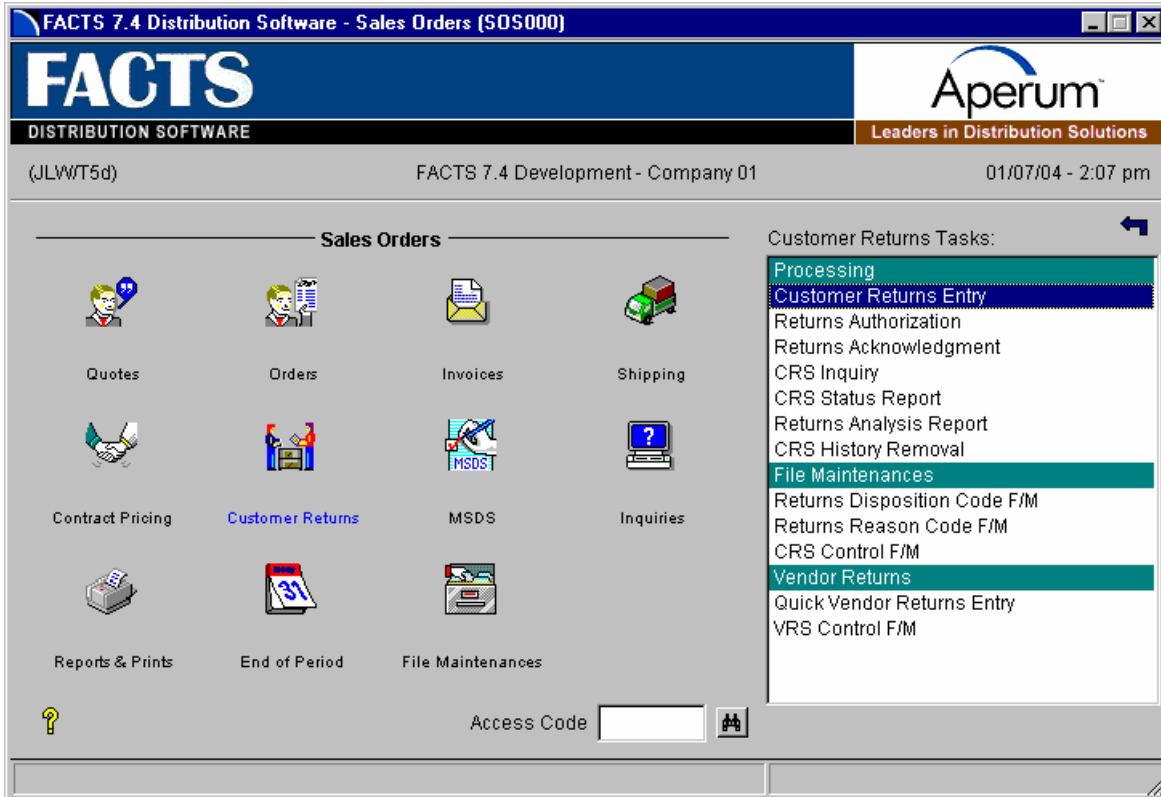 FACTS 7.4 Distribution Software - Sales Orders (SOS000)
FACTS
DISTRIBUTION SOFTWARE
Aperum™
Leaders in Distribution Solutions
(JLW/T5d)
FACTS 7.4 Development - Company 01
01/07/04 - 2:07 pm
Sales Orders
Quotes
Orders
Invoices
Shipping
MSDS
?
Contract Pricing
Customer Returns
MSDS
Inquiries
31
Reports & Prints
End of Period
File Maintenances
?
Access Code
Customer Returns Tasks:
Processing
Customer Returns Entry
Returns Authorization
Returns Acknowledgment
CRS Inquiry
CRS Status Report
Returns Analysis Report
CRS History Removal
File Maintenances
Returns Disposition Code F/M
Returns Reason Code F/M
CRS Control F/M
Vendor Returns
Quick Vendor Returns Entry
VRS Control F/M